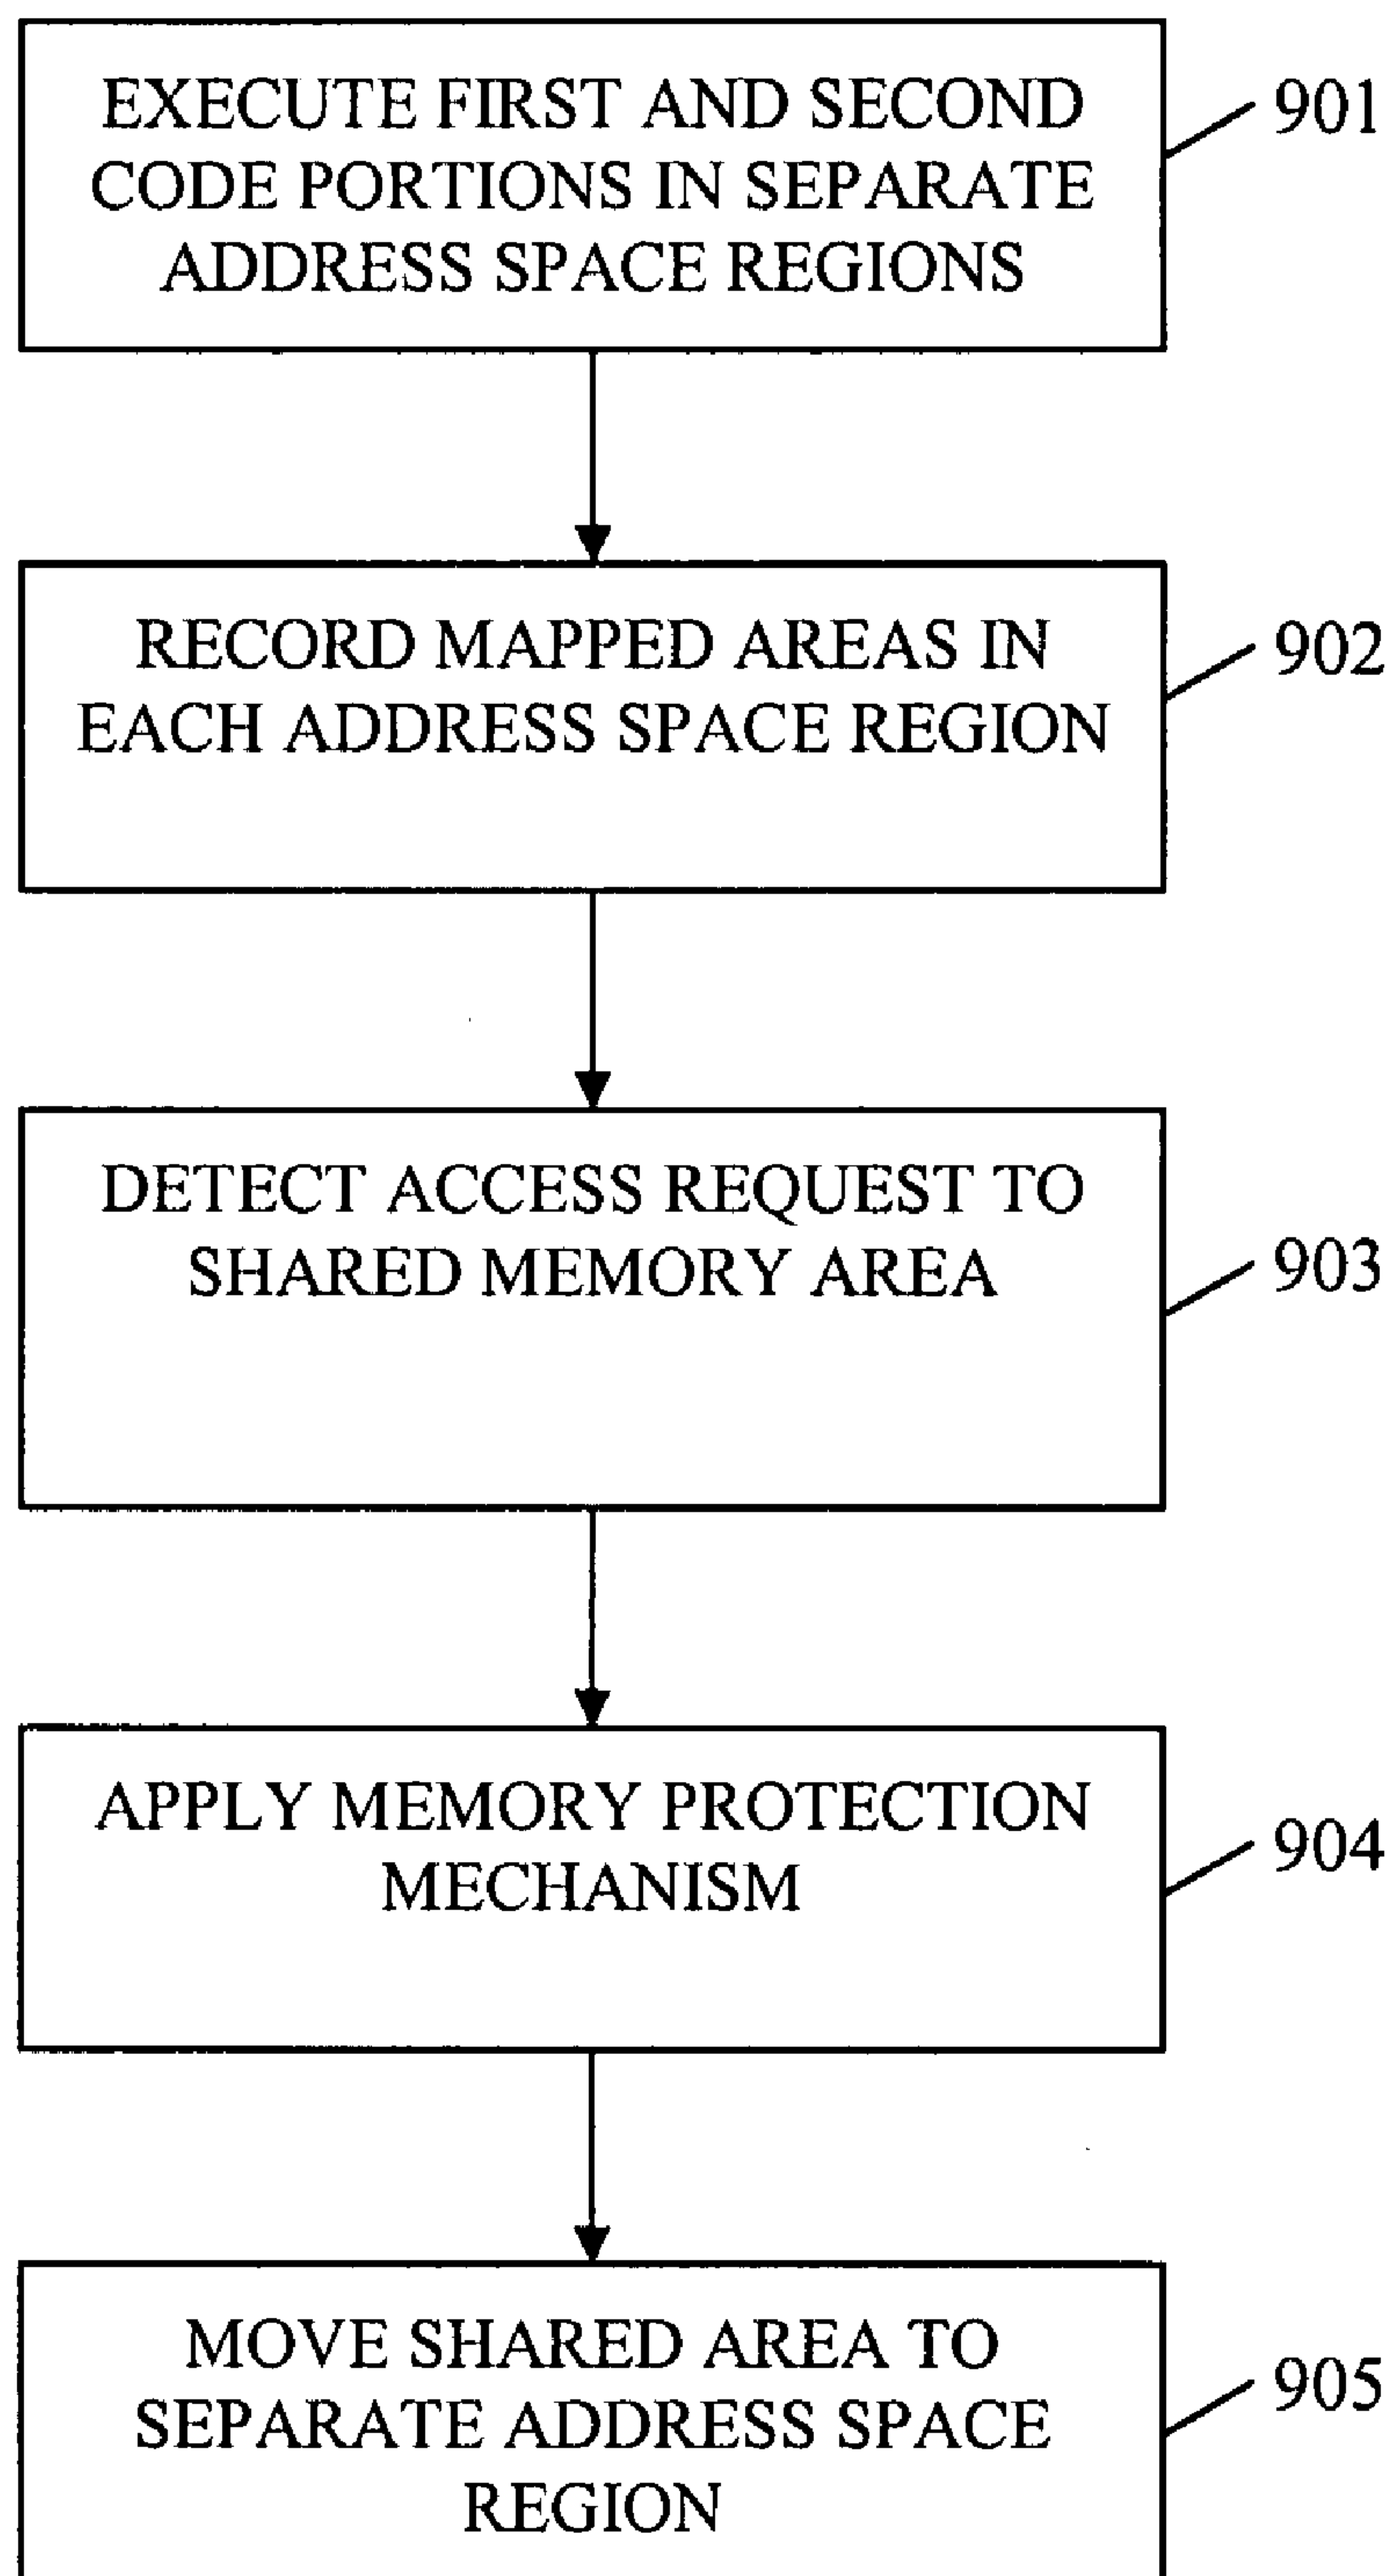 EXECUTE FIRST AND SECOND
CODE PORTIONS IN SEPARATE
ADDRESS SPACE REGIONS
901
RECORD MAPPED AREAS IN
EACH ADDRESS SPACE REGION
902
DETECT ACCESS REQUEST TO
SHARED MEMORY AREA
903
APPLY MEMORY PROTECTION
MECHANISM
904
MOVE SHARED AREA TO
SEPARATE ADDRESS SPACE
REGION
905